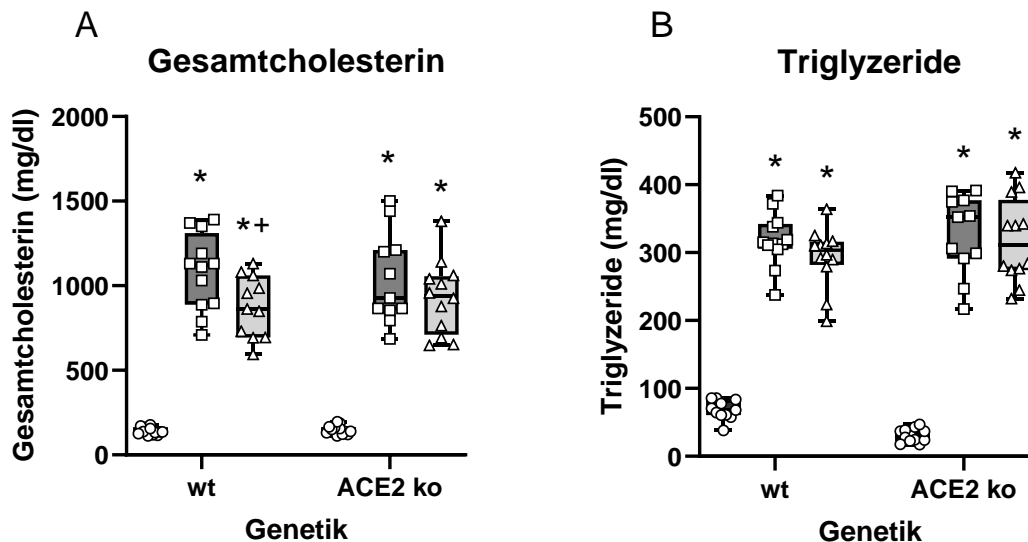 A
Gesamtcholesterin
Gesamtcholesterin (mg/dl)
2000
1500
1000
500
0
*
*+
*
*
wt
ACE2 ko
Genetik
B
Triglyzeride
Triglyzeride (mg/dl)
500
400
300
200
100
0
*
*
*
*
wt
ACE2 ko
Genetik